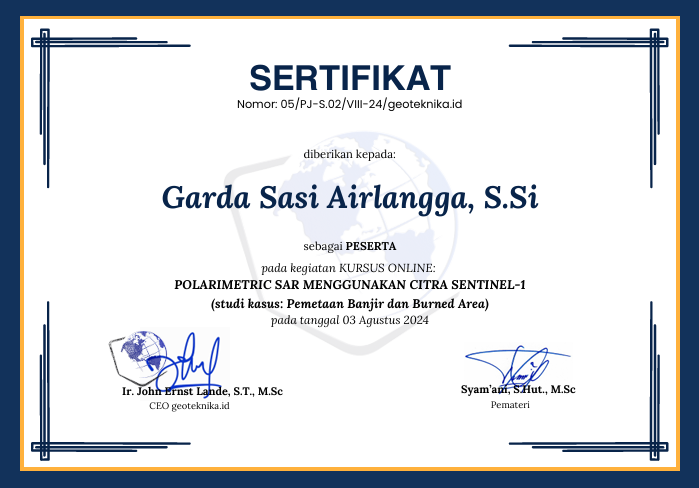 SERTIFIKAT
Nomor: 05/PJ-S.02/VIII-24/geoteknika.id
diberikan kepada:
Garda Sasi Airlangga, S.Si
sebagai PESERTA
pada kegiatan KURSUS ONLINE:
POLARIMETRIC SAR MENGGUNAKAN CITRA SENTINEL-1
(studi kasus: Pemetaan Banjir dan Burned Area)
pada tanggal 03 Agustus 2024
Ir. John Ernst Lande, S.T., M.Sc
CEO geoteknika.id
Syam'ani, S.Hut., M.Sc
Pemateri